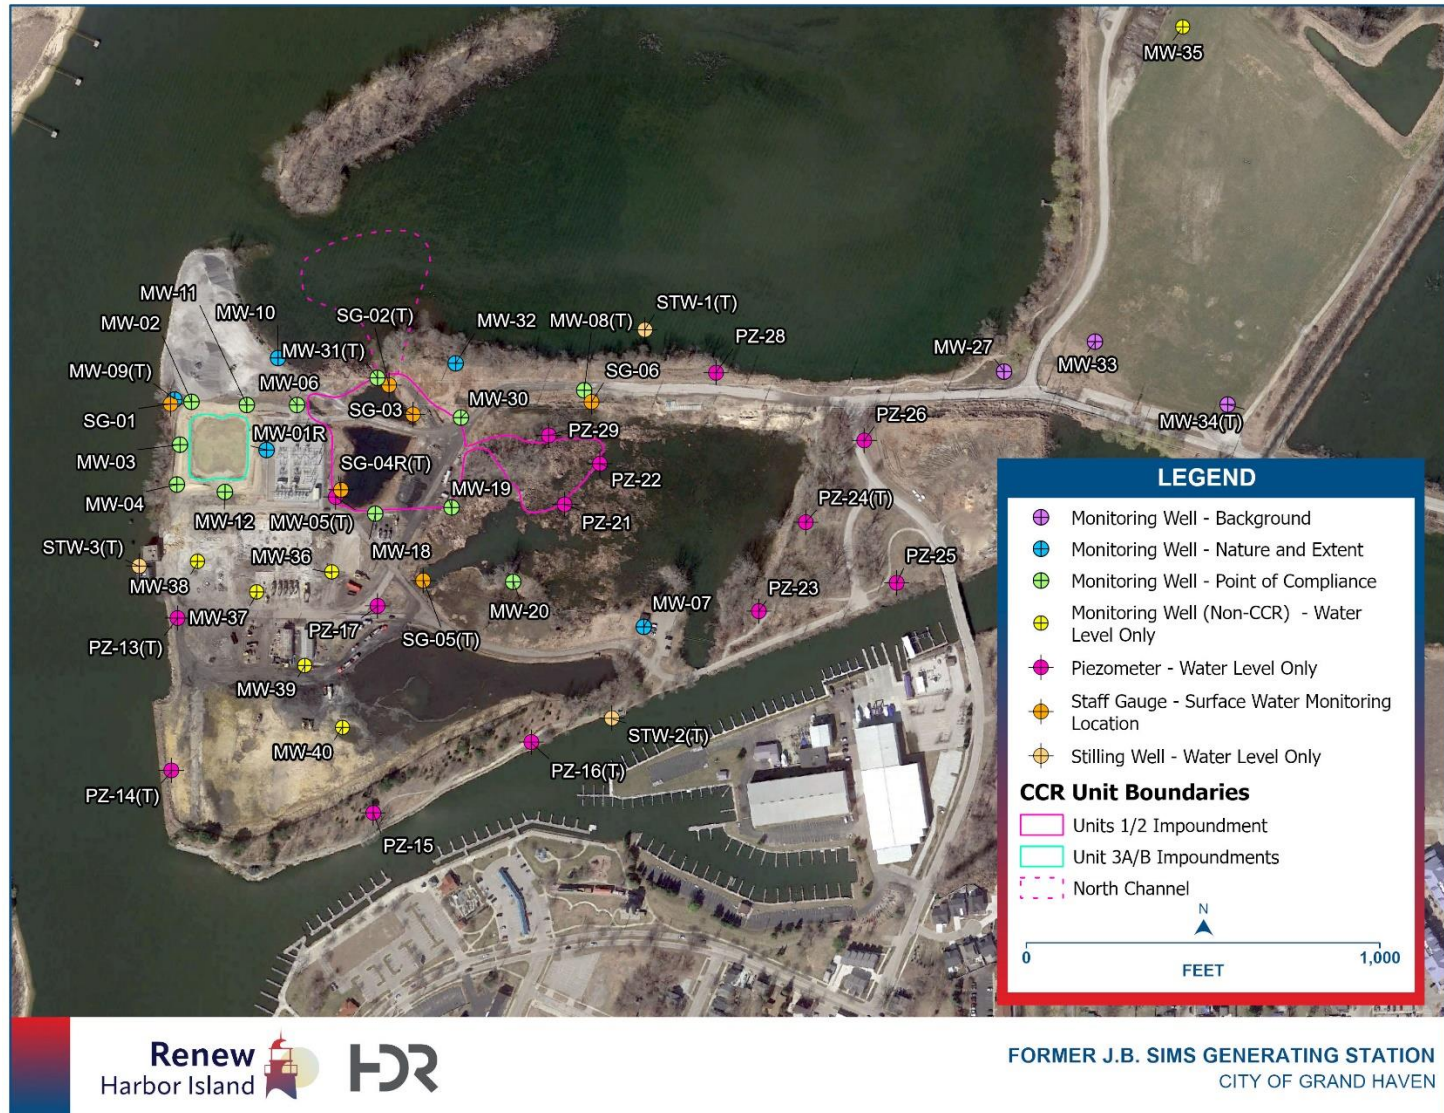 MW-35
MW-11
MW-02
MW-10
SG-02(T)
MW-32
MW-08(T)
STW-1(T)
PZ-28
MW-31(T)
MW-27
MW-33
MW-09(T)
MW-06
SG-06
SG-01
SG-03
MW-30
MW-34(T)
PZ-29
PZ-26
MW-01R
MW-03
SG-04R(T)
PZ-22
MW-19
MW-04
MW-12
MW-05(T)
PZ-21
PZ-24(T)
STW-3(T)
MW-36
MW-18
PZ-25
MW-38
PZ-23
MW-20
MW-07
MW-37
PZ-17
SG-05(T)
PZ-13(T)
MW-39
STW-2(T)
MW-40
PZ-16(T)
PZ-14(T)
PZ-15
LEGEND
Monitoring Well - Background
Monitoring Well - Nature and Extent
Monitoring Well - Point of Compliance
Monitoring Well (Non-CCR) - Water
Level Only
Piezometer - Water Level Only
Staff Gauge - Surface Water Monitoring
Location
Stilling Well - Water Level Only
CCR Unit Boundaries
Units 1/2 Impoundment
Unit 3A/B Impoundments
North Channel
N
0 1,000
FEET
Renew
Harbor Island
HDR
FORMER J.B. SIMS GENERATING STATION
CITY OF GRAND HAVEN